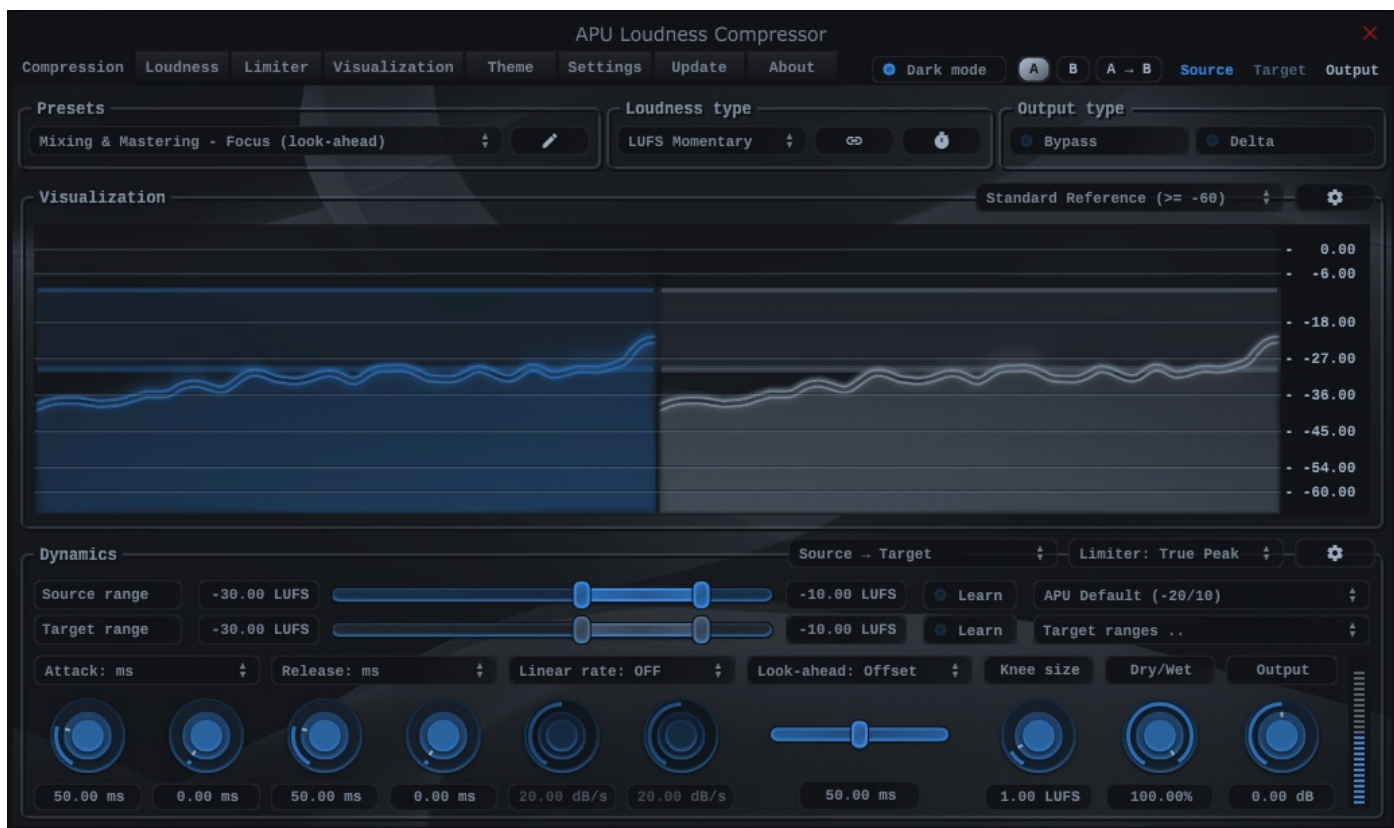 APU Loudness Compressor
Compression Loudness Limiter Visualization Theme Settings Update About Dark mode A B A → B Source Target Output
Presets Loudness type Output type
Mixing & Mastering - Focus (look-ahead) LUFS Momentary Bypass Delta
Visualization Standard Reference (>= -60)
- 0.00
- -6.00
- -18.00
- -27.00
- -36.00
- -45.00
- -54.00
- -60.00
Dynamics Source → Target Limiter: True Peak
Source range -30.00 LUFS -10.00 LUFS Learn APU Default (-20/10)
Target range -30.00 LUFS -10.00 LUFS Learn Target ranges ..
Attack: ms Release: ms Linear rate: OFF Look-ahead: Offset Knee size Dry/Wet Output
50.00 ms 0.00 ms 50.00 ms 0.00 ms 20.00 dB/s 20.00 dB/s 50.00 ms 1.00 LUFS 100.00% 0.00 dB